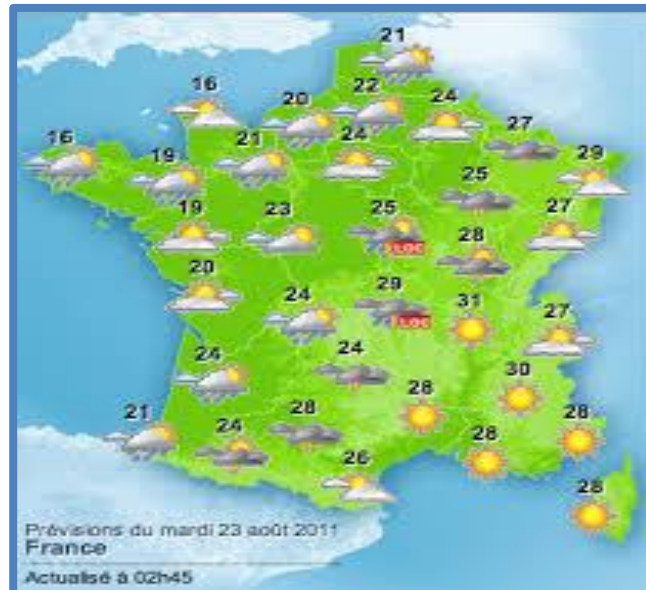 21
16 20 22 24 27
16 19 21 24 25 29
19 23 25 28 27
20 24 29 31 27
LOC
LOC
24 24 28 30
21 24 28 28 28
26 28
Prévisions du mardi 23 août 2011
France
Actualisé à 02h45